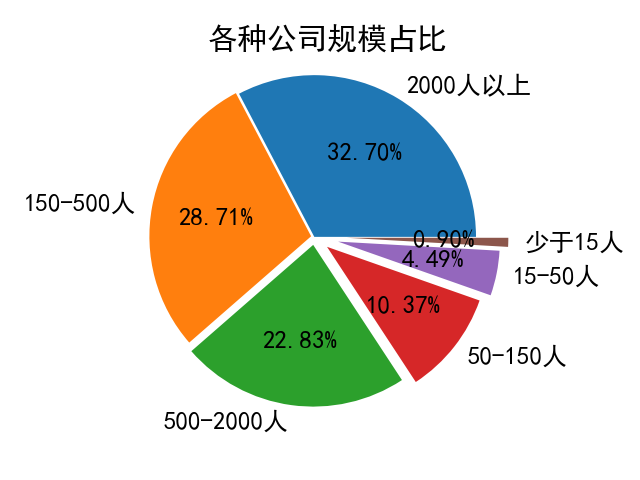 各种公司规模占比
2000人以上
32.70%
150-500人
28.71%
0.90%
少于15人
4.49%
15-50人
10.37%
22.83%
50-150人
500-2000人